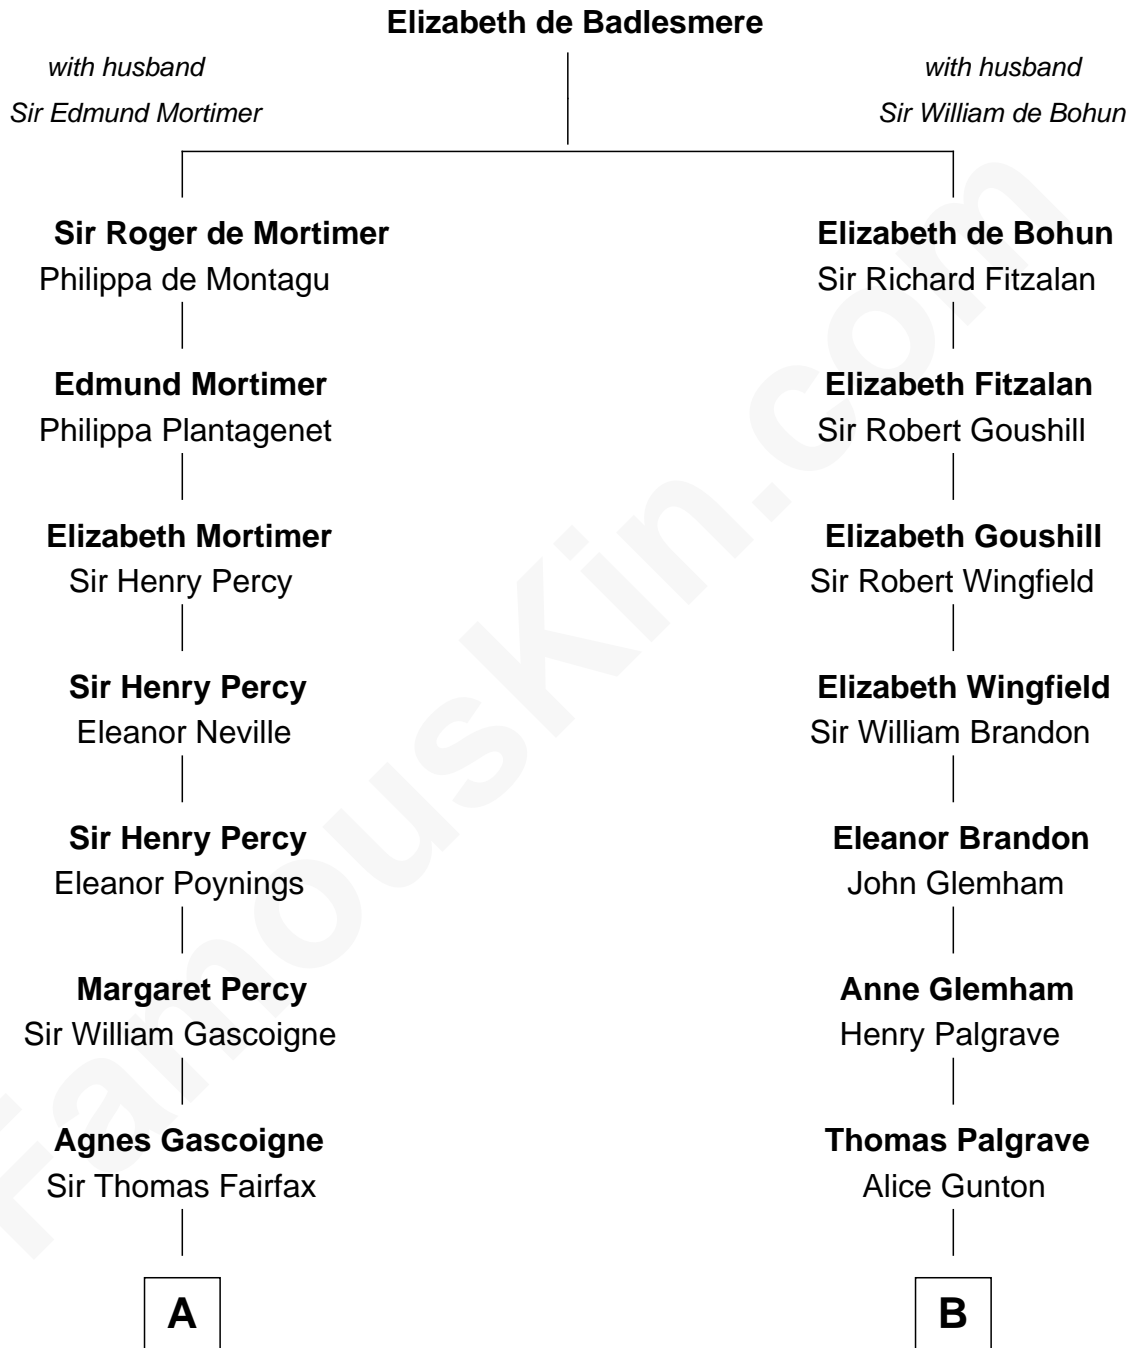 Elizabeth de Badlesmere
with husband
Sir Edmund Mortimer
with husband
Sir William de Bohun
Sir Roger de Mortimer
Philippa de Montagu
Elizabeth de Bohun
Sir Richard Fitzalan
Edmund Mortimer
Philippa Plantagenet
Elizabeth Fitzalan
Sir Robert Goushill
Elizabeth Mortimer
Sir Henry Percy
Elizabeth Goushill
Sir Robert Wingfield
Sir Henry Percy
Eleanor Neville
Elizabeth Wingfield
Sir William Brandon
Sir Henry Percy
Eleanor Poynings
Eleanor Brandon
John Glemham
Margaret Percy
Sir William Gascoigne
Anne Glemham
Henry Palgrave
Agnes Gascoigne
Sir Thomas Fairfax
Thomas Palgrave
Alice Gunton
A
B
FamousKin.com